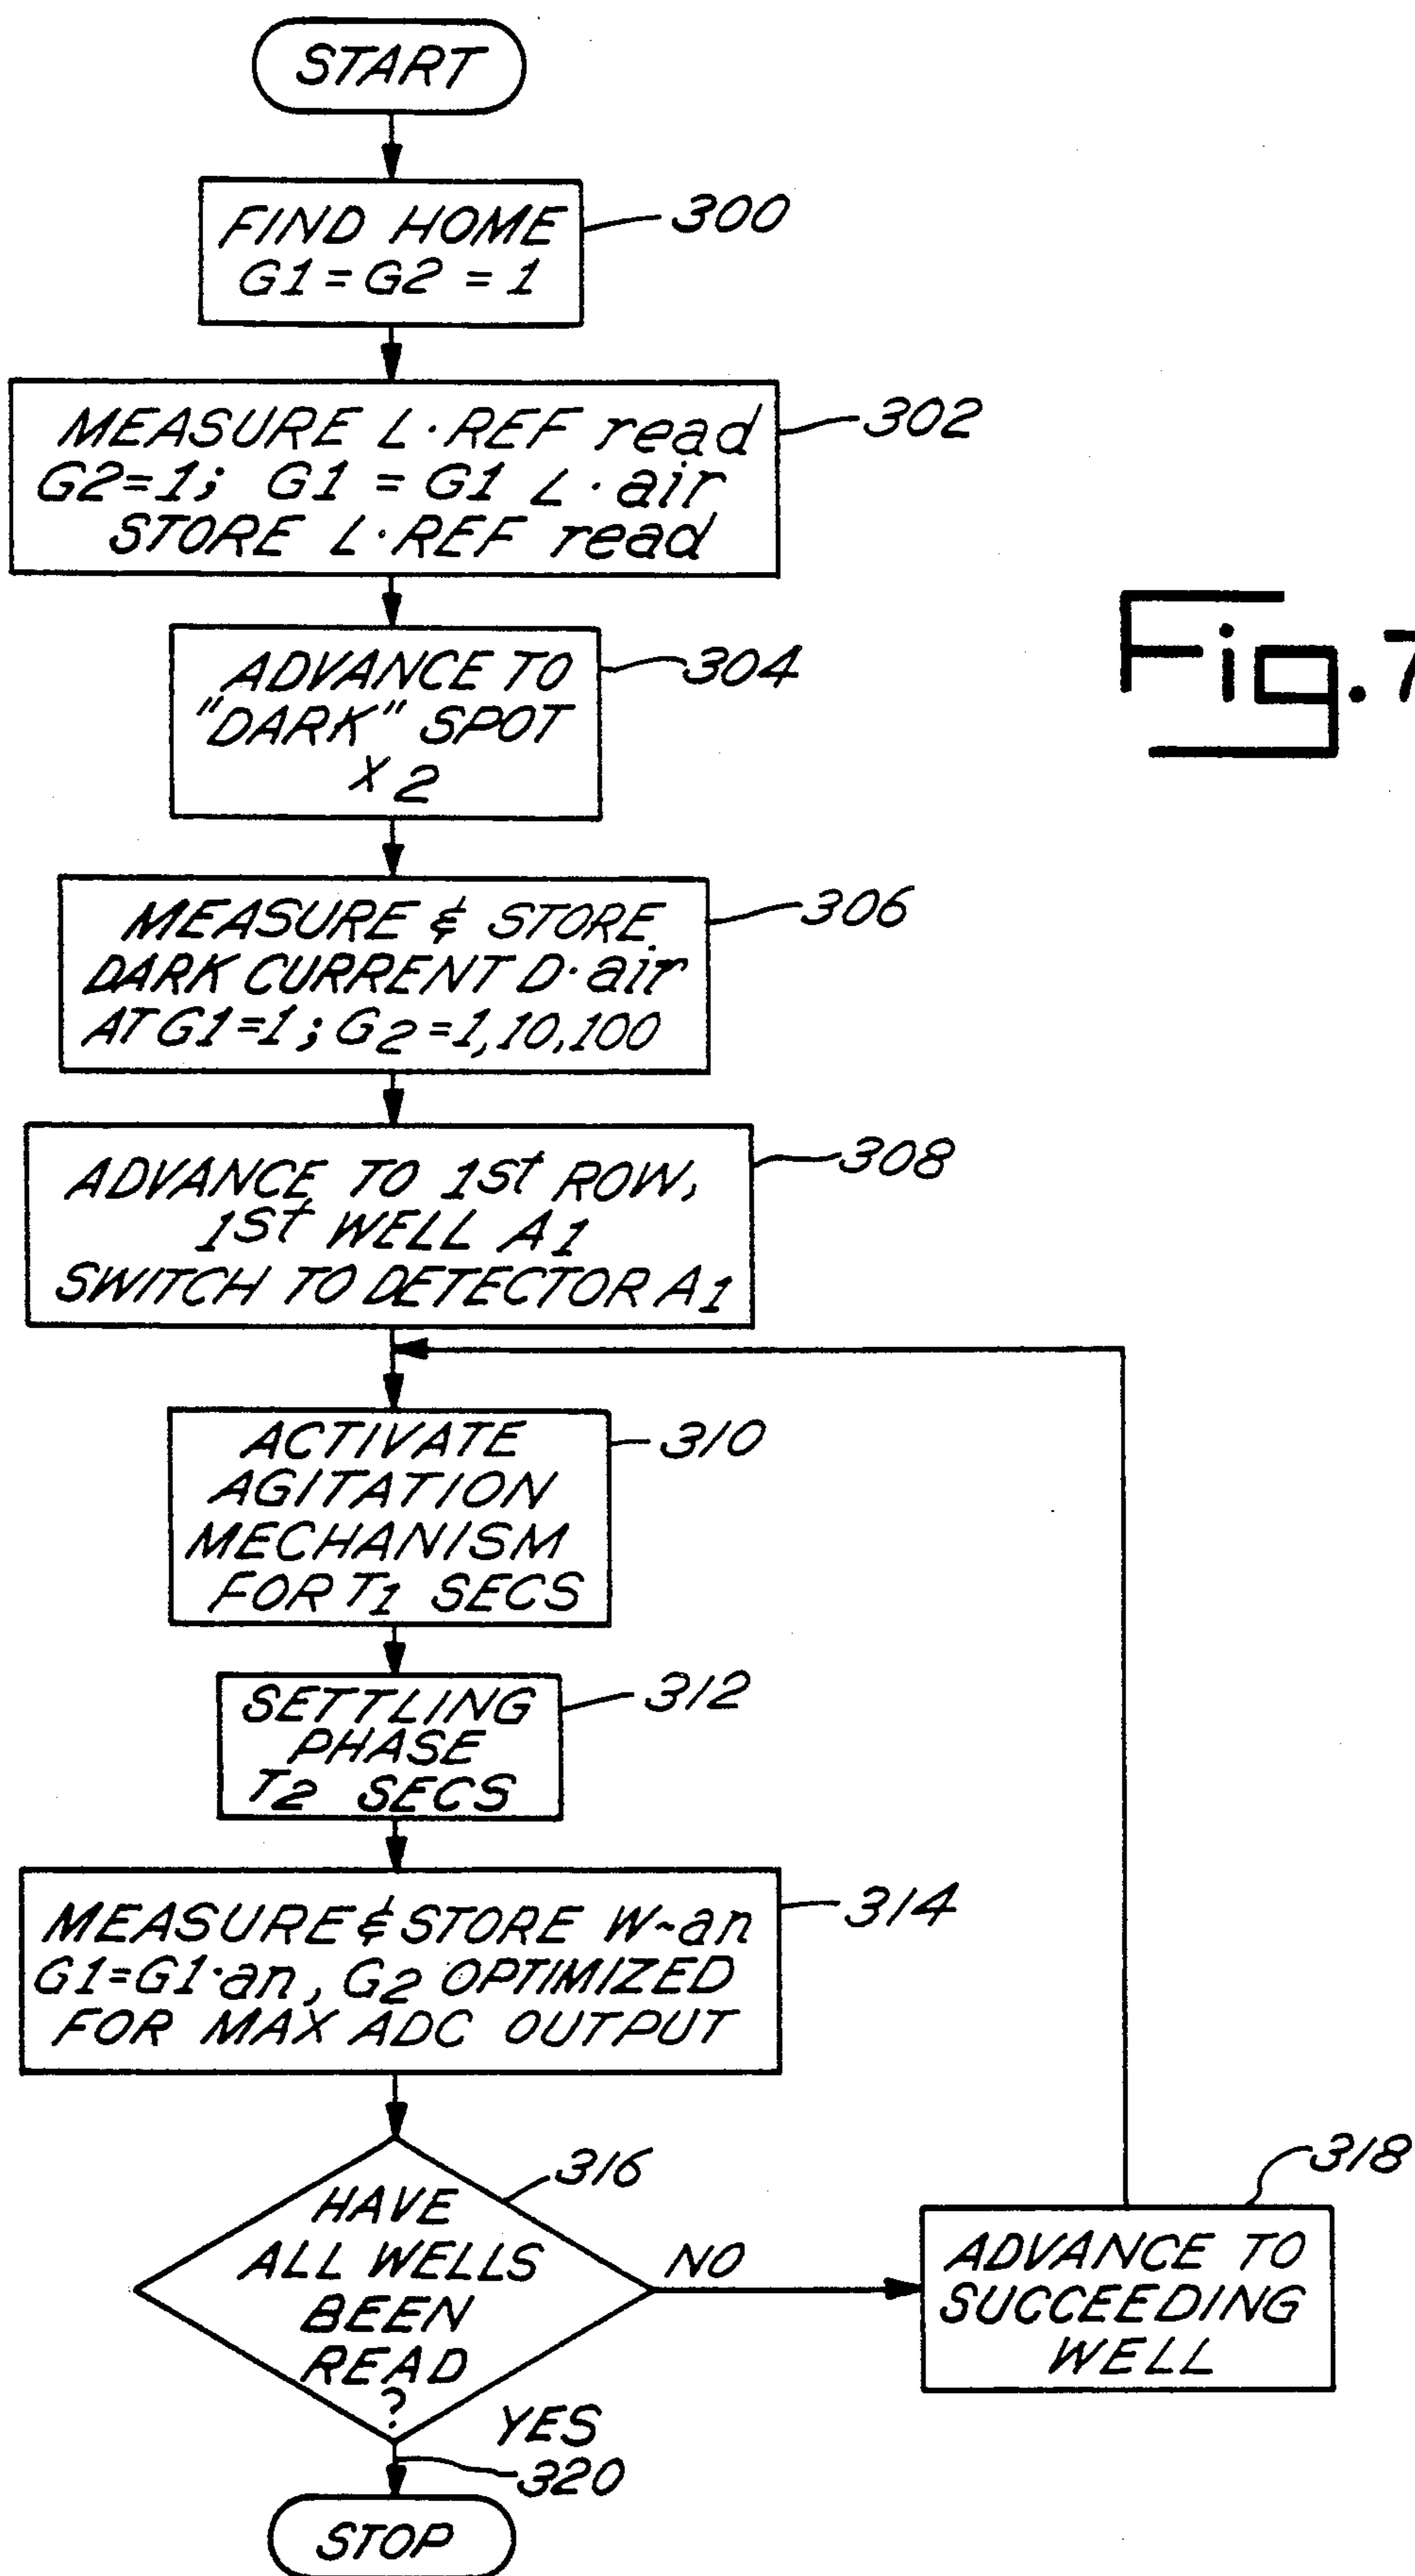 START
FIND HOME
G1 = G2 = 1
300
MEASURE L·REF read
G2=1; G1 = G1 L·air
STORE L·REF read
302
ADVANCE TO
"DARK" SPOT
X2
304
Fig.7
MEASURE & STORE
DARK CURRENT D·air
AT G1=1; G2=1,10,100
306
ADVANCE TO 1st ROW,
1st WELL A1
SWITCH TO DETECTOR A1
308
ACTIVATE
AGITATION
MECHANISM
FOR T1 SECS
310
SETTLING
PHASE
T2 SECS
312
MEASURE & STORE W~an
G1=G1·an, G2 OPTIMIZED
FOR MAX ADC OUTPUT
314
HAVE
ALL WELLS
BEEN
READ
?
316
NO
ADVANCE TO
SUCCEEDING
WELL
318
YES
320
STOP